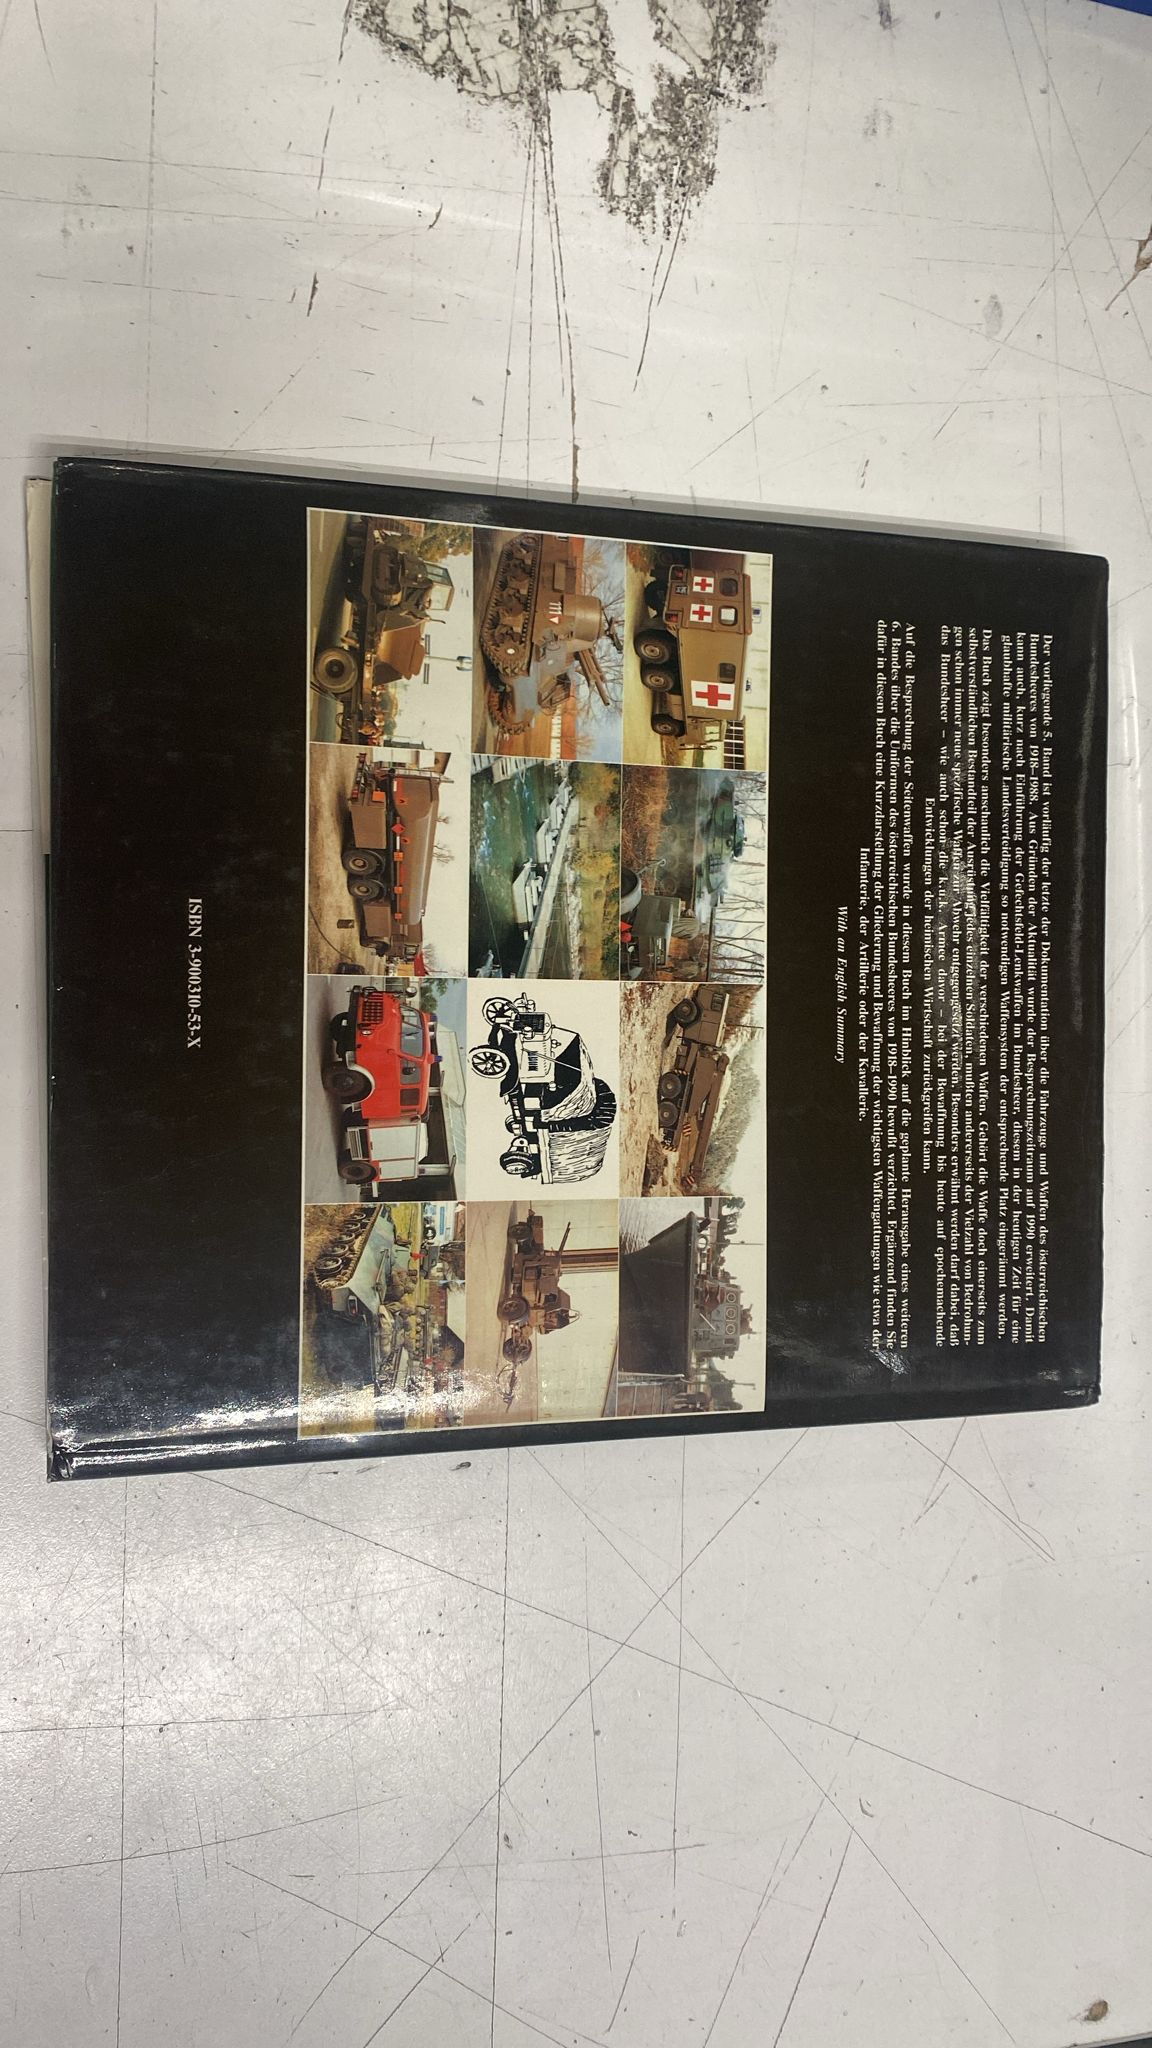 Der vorliegende 5. Band ist vorläufig der letzte der Dokumentation über die Fahrzeuge und Waffen des österreichischen
Bundesheeres von 1918–1988. Aus Gründen der Aktualität wurde der Besprechungszeitraum auf 1990 erweitert. Damit
kann auch, kurz nach Einführung der Gefechtsfeld-Lenkwaffen im Bundesheer, diesem in der heutigen Zeit für eine
glaubhafte militärische Landesverteidigung so notwendigen Waffensystem der entsprechende Platz eingeräumt werden.
Das Buch zeigt besonders anschaulich die Vielfältigkeit der verschiedenen Waffen. Gehört die Waffe doch einerseits zum
selbstverständlichen Bestandteil der Ausrüstung jedes einzelnen Soldaten, mußten andererseits der Vielzahl von Bedrohun-
gen schon immer neue spezifische Waffen zur Abwehr entgegengesetzt werden. Besonders erwähnt werden darf dabei, daß
das Bundesheer – wie auch schon die k.u.k. Armee davor – bei der Bewaffnung bis heute auf epochemachende
Entwicklungen der heimischen Wirtschaft zurückgreifen kann.
Auf die Besprechung der Seitenwaffen wurde in diesem Buch im Hinblick auf die geplante Herausgabe eines weiteren
6. Bandes über die Uniformen des österreichischen Bundesheeres von 1918–1990 bewußt verzichtet. Ergänzend finden Sie
dafür in diesem Buch eine Kurzdarstellung der Gliederung und Bewaffnung der wichtigsten Waffengattungen wie etwa der
Infanterie, der Artillerie oder der Kavallerie.
With an English Summary
ISBN 3-900310-53-X